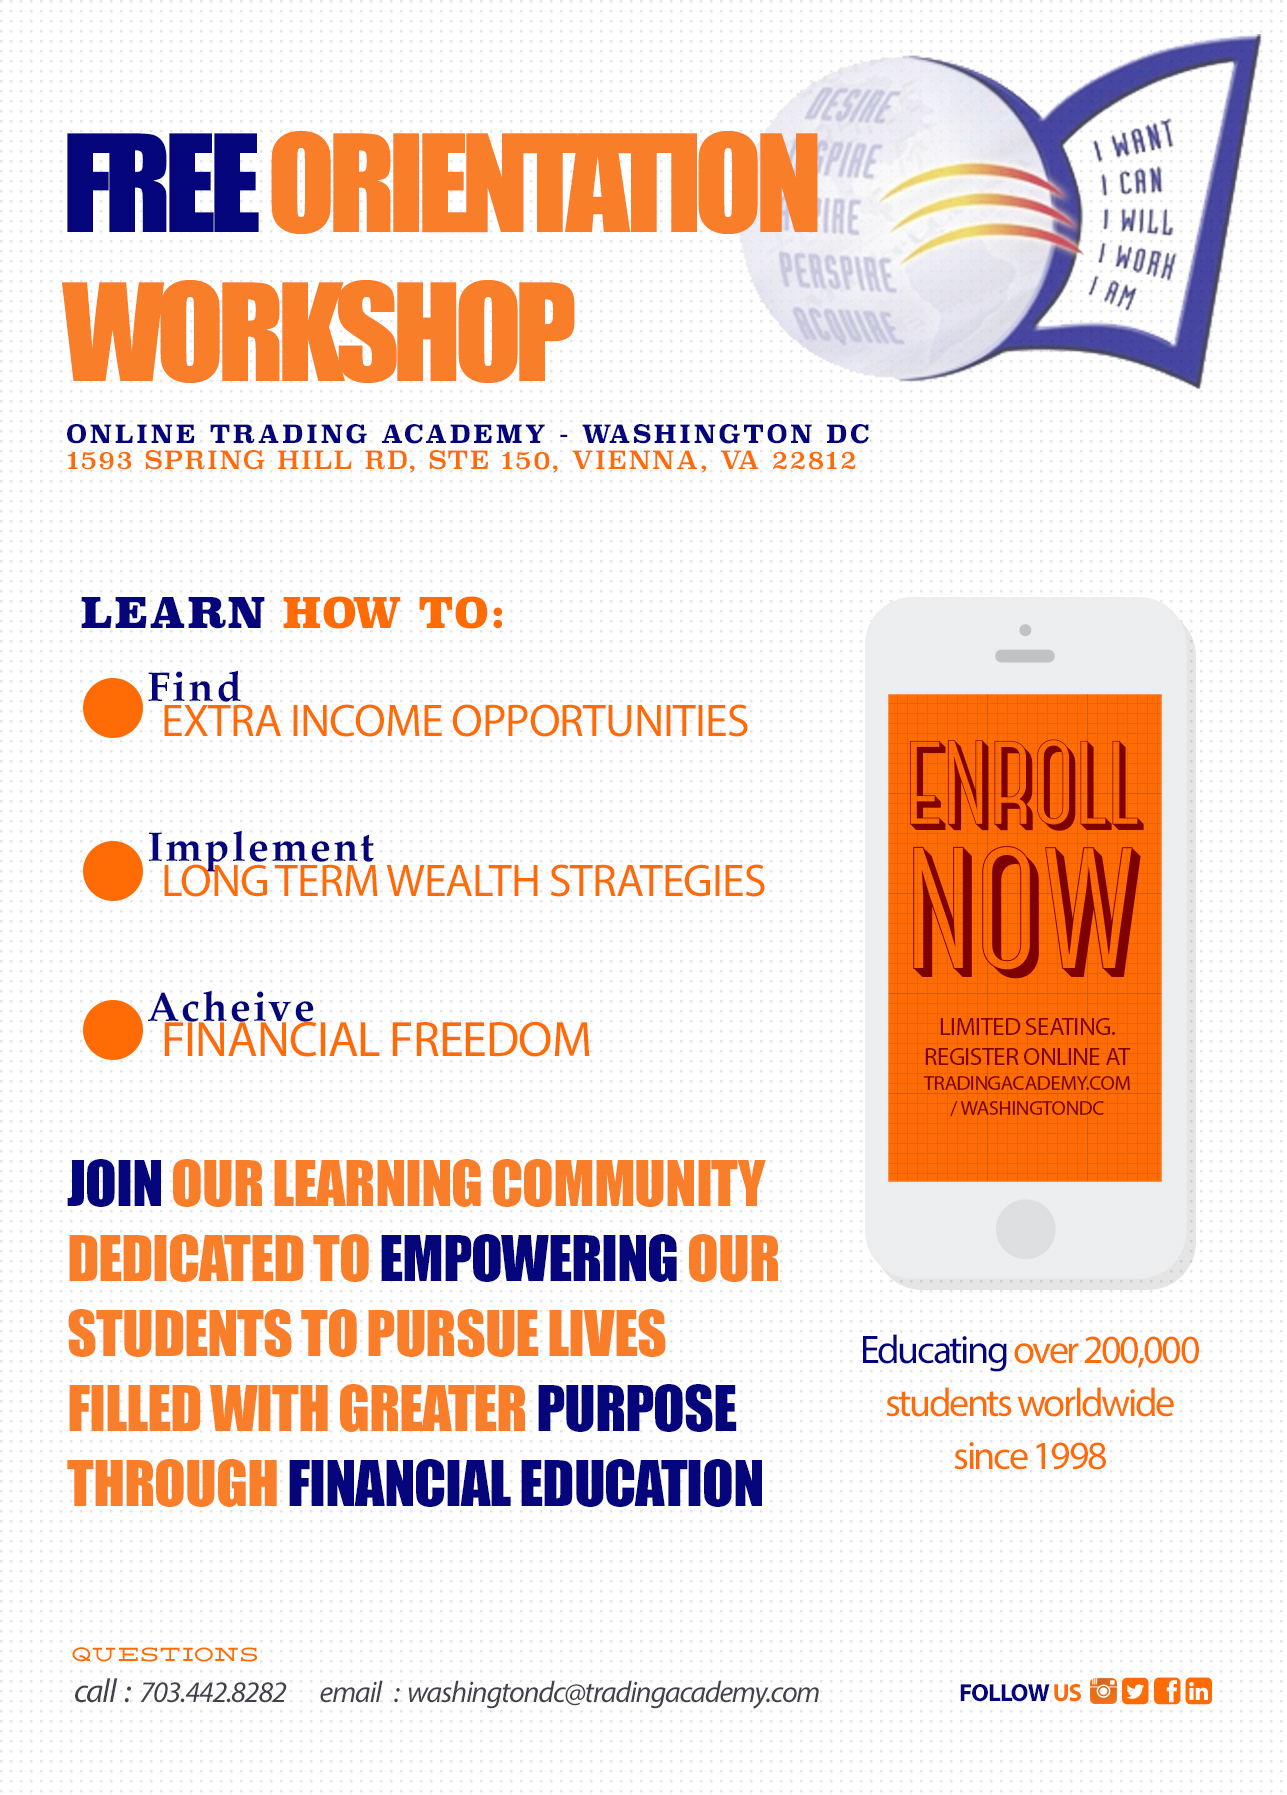 FREE ORIENTATION
WORKSHOP
DESIRE
PERSPIRE
ACQUIRE
I WANT
I CAN
I WILL
I WORK
I AM
ONLINE TRADING ACADEMY - WASHINGTON DC
1593 SPRING HILL RD, STE 150, VIENNA, VA 22812
LEARN HOW TO:
Find
EXTRA INCOME OPPORTUNITIES
Implement
LONG TERM WEALTH STRATEGIES
Acheive
FINANCIAL FREEDOM
ENROLL
NOW
LIMITED SEATING.
REGISTER ONLINE AT
TRADINGACADEMY.COM
/ WASHINGTONDC
JOIN OUR LEARNING COMMUNITY
DEDICATED TO EMPOWERING OUR
STUDENTS TO PURSUE LIVES
FILLED WITH GREATER PURPOSE
THROUGH FINANCIAL EDUCATION
Educating over 200,000
students worldwide
since 1998
QUESTIONS
call : 703.442.8282 email : washingtondc@tradingacademy.com
FOLLOW US